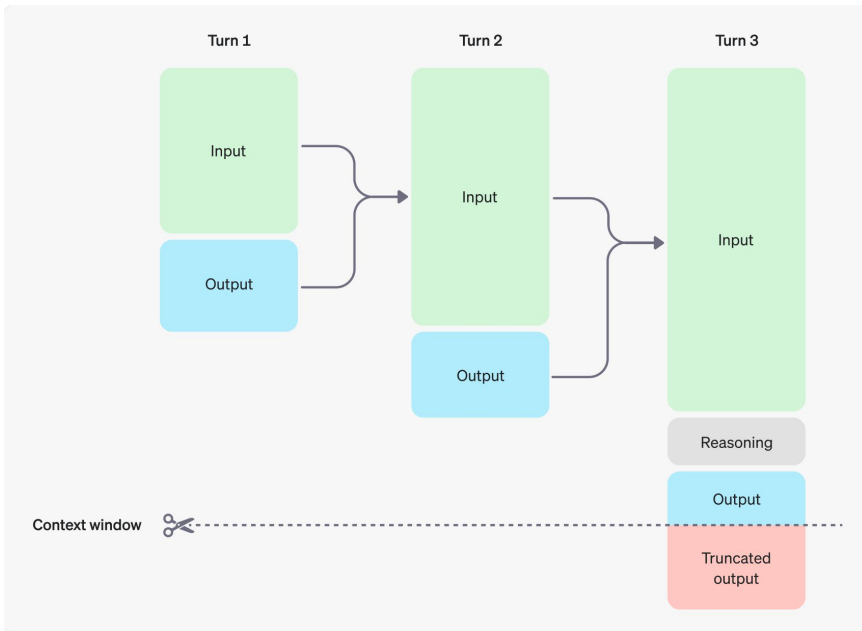 Turn 1
Turn 2
Turn 3
Input
Input
Input
Output
Output
Reasoning
Output
Context window
Truncated
output